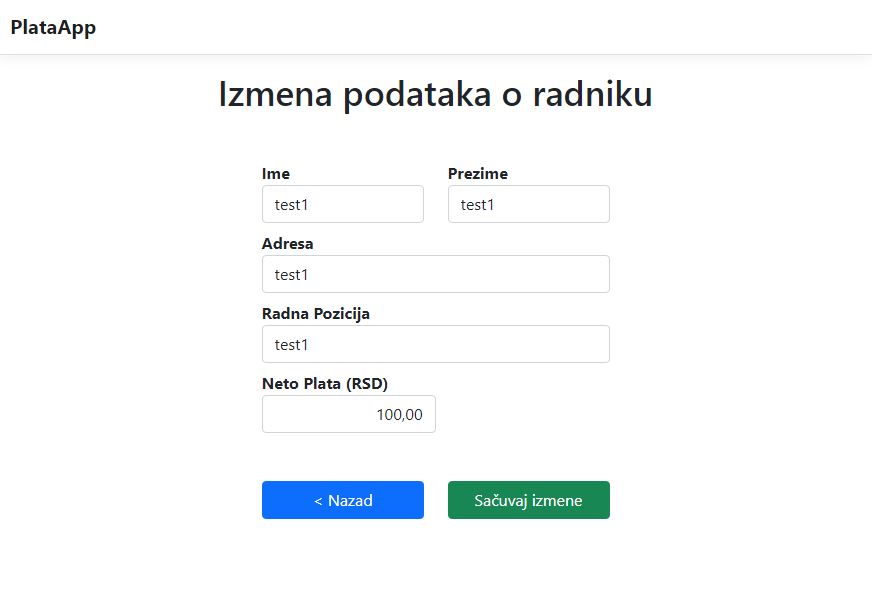 PlataApp
Izmena podataka o radniku
Ime Prezime
test1 test1
Adresa
test1
Radna Pozicija
test1
Neto Plata (RSD)
100,00
< Nazad Sačuvaj izmene